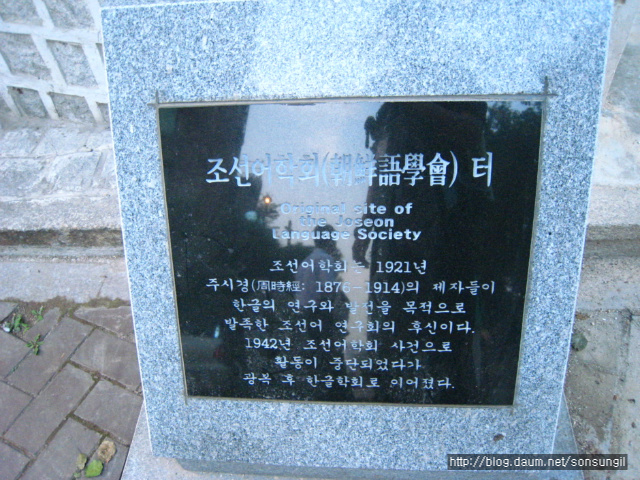 조선어학회(朝鮮語學會) 터
Original site of
the Joseon
Language Society
조선어학회는 1921년
주시경(周時經: 1876-1914)의 제자들이
한글의 연구와 발전을 목적으로
발족한 조선어 연구회의 후신이다.
1942년 조선어학회 사건으로
활동이 중단되었다가
광복 후 한글학회로 이어졌다.
http://blog.daum.net/sonsungil